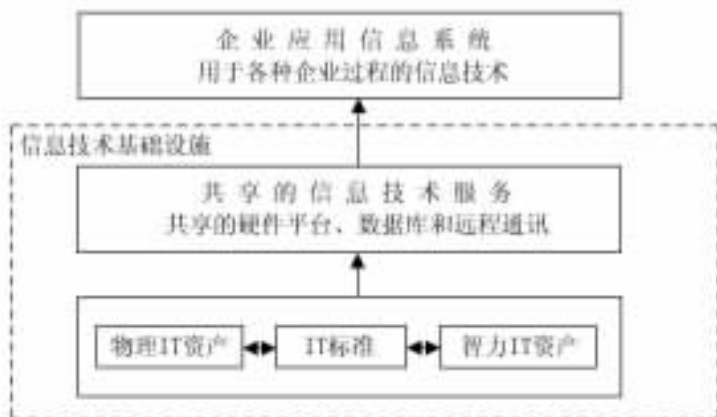 企业应用信息系统
用于各种企业过程的信息技术
信息技术基础设施
共享的信息技术服务
共享的硬件平台、数据库和远程通讯
物理IT资产
IT标准
智力IT资产